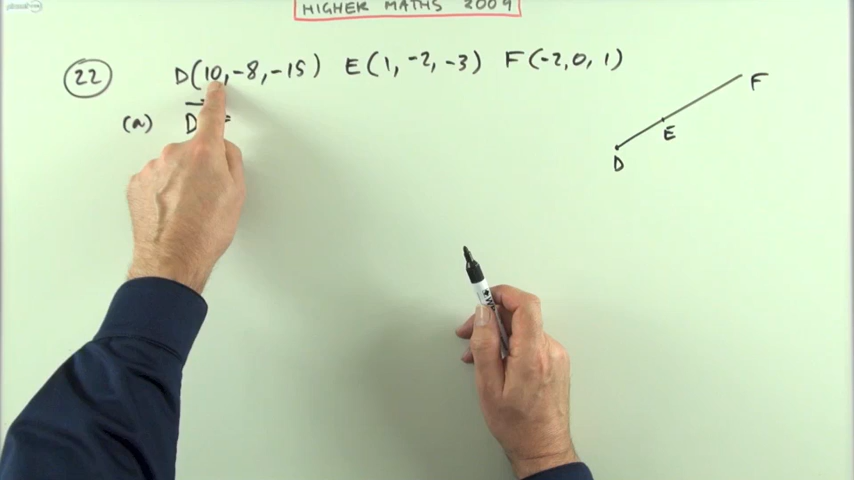 HIGHER MATHS 2009
22 D(10,-8,-15) E(1,-2,-3) F(-2,0,1)
(a) D =
F
E
D